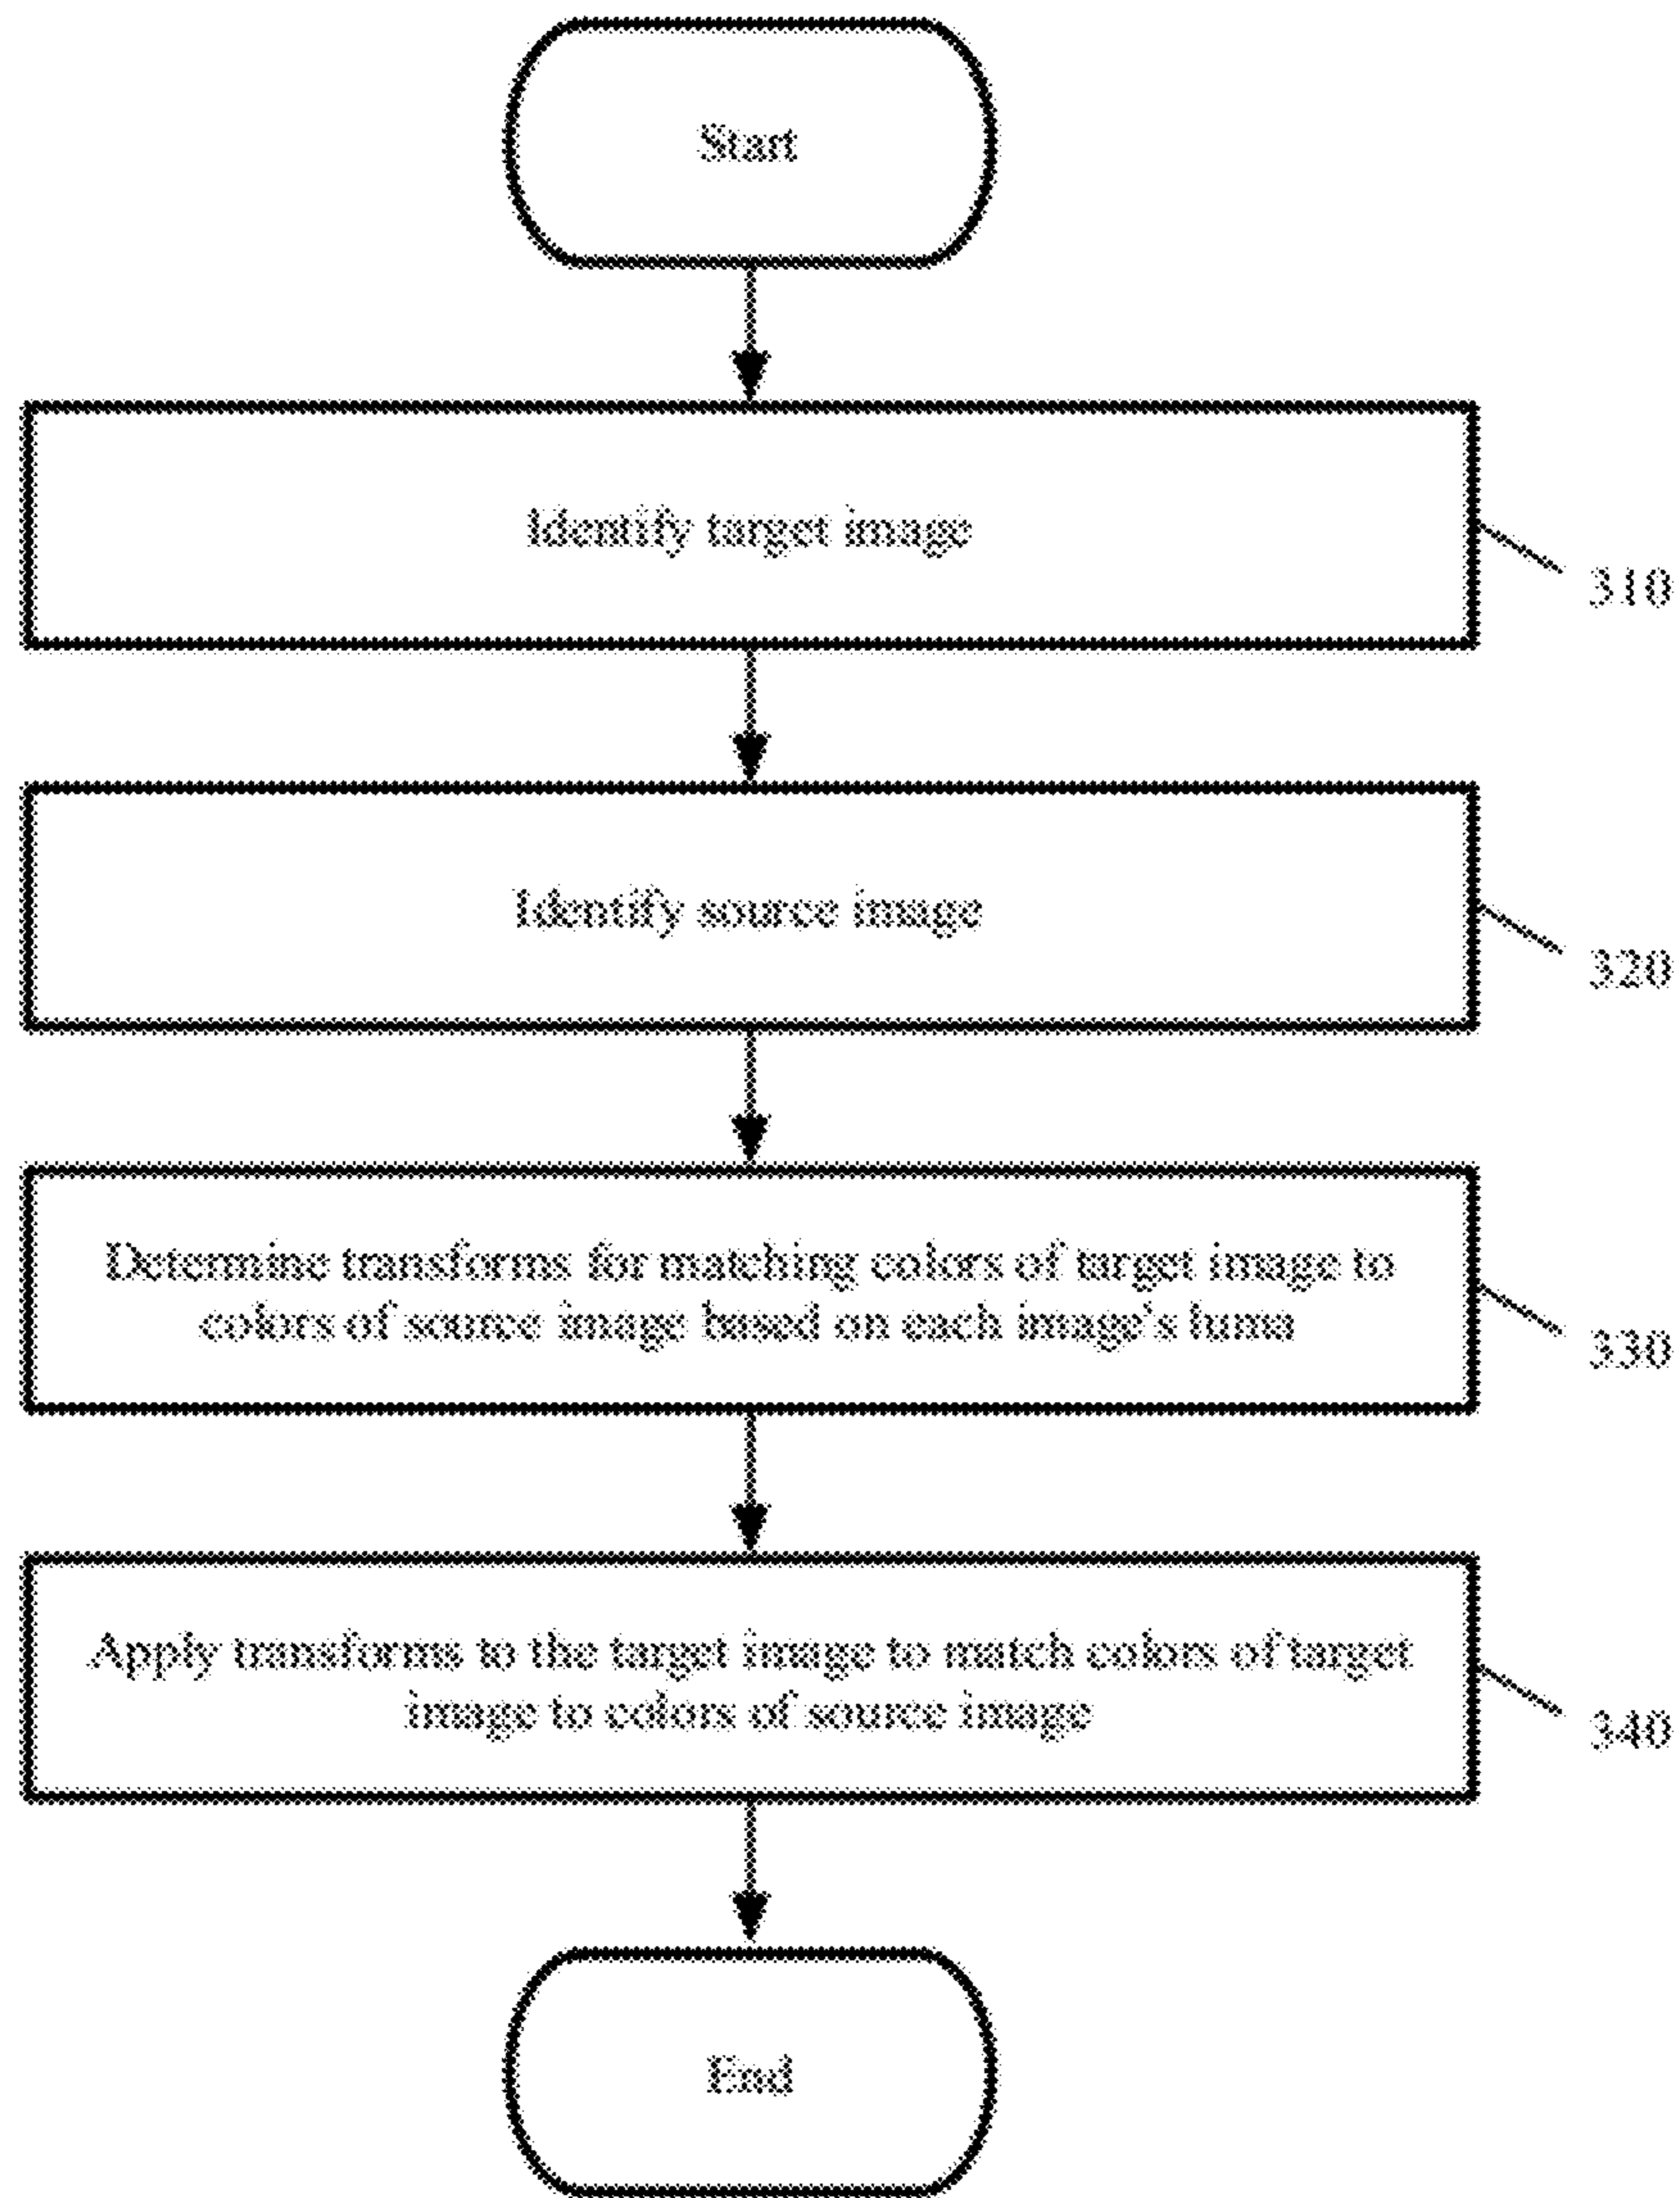 Start
Identify target image
310
Identify source image
320
Determine transforms for matching colors of target image to
colors of source image based on each image's luma
330
Apply transforms to the target image to match colors of target
image to colors of source image
340
End